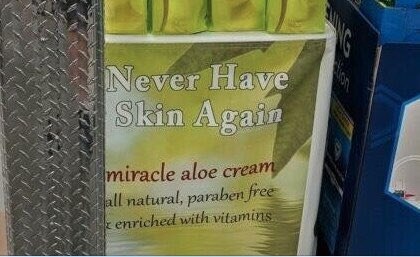 Never Have
Skin Again
miracle aloe cream
all natural, paraben free
& enriched with vitamins